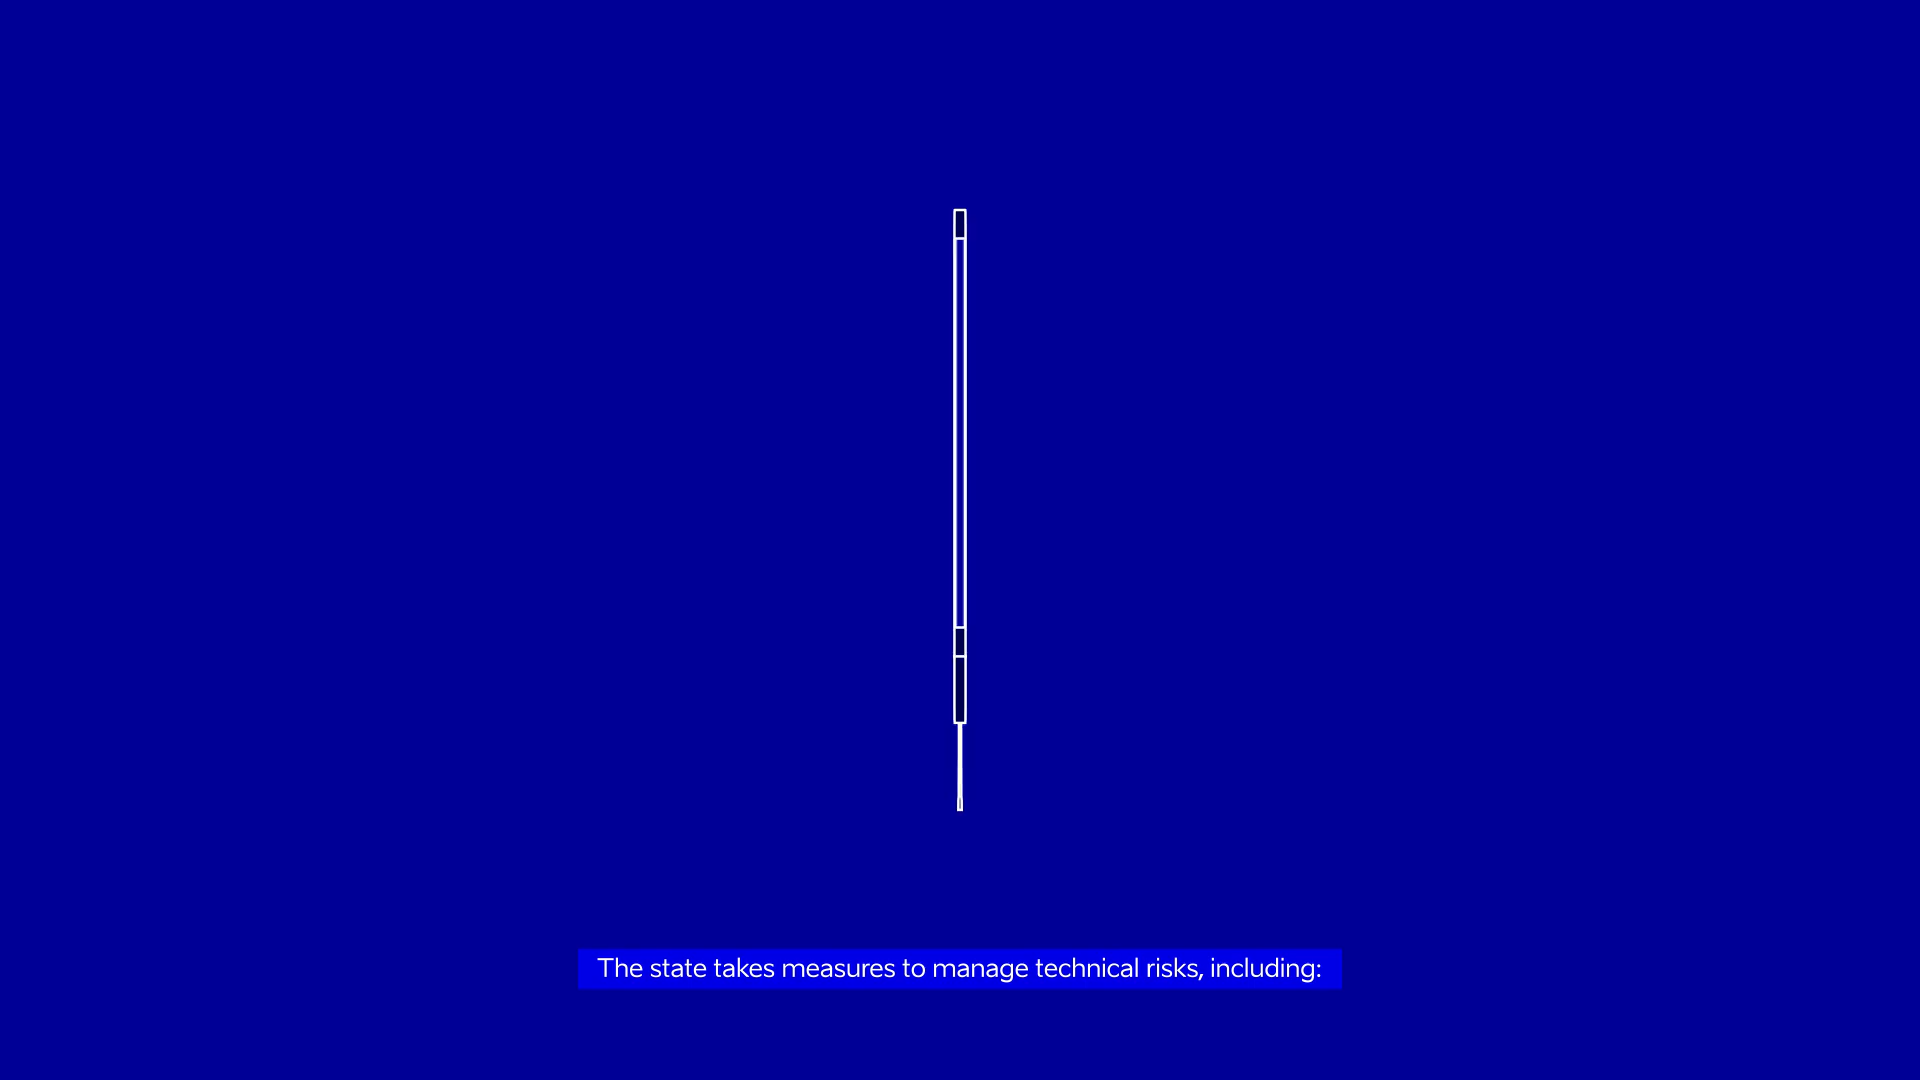 The state takes measures to manage technical risks, including: